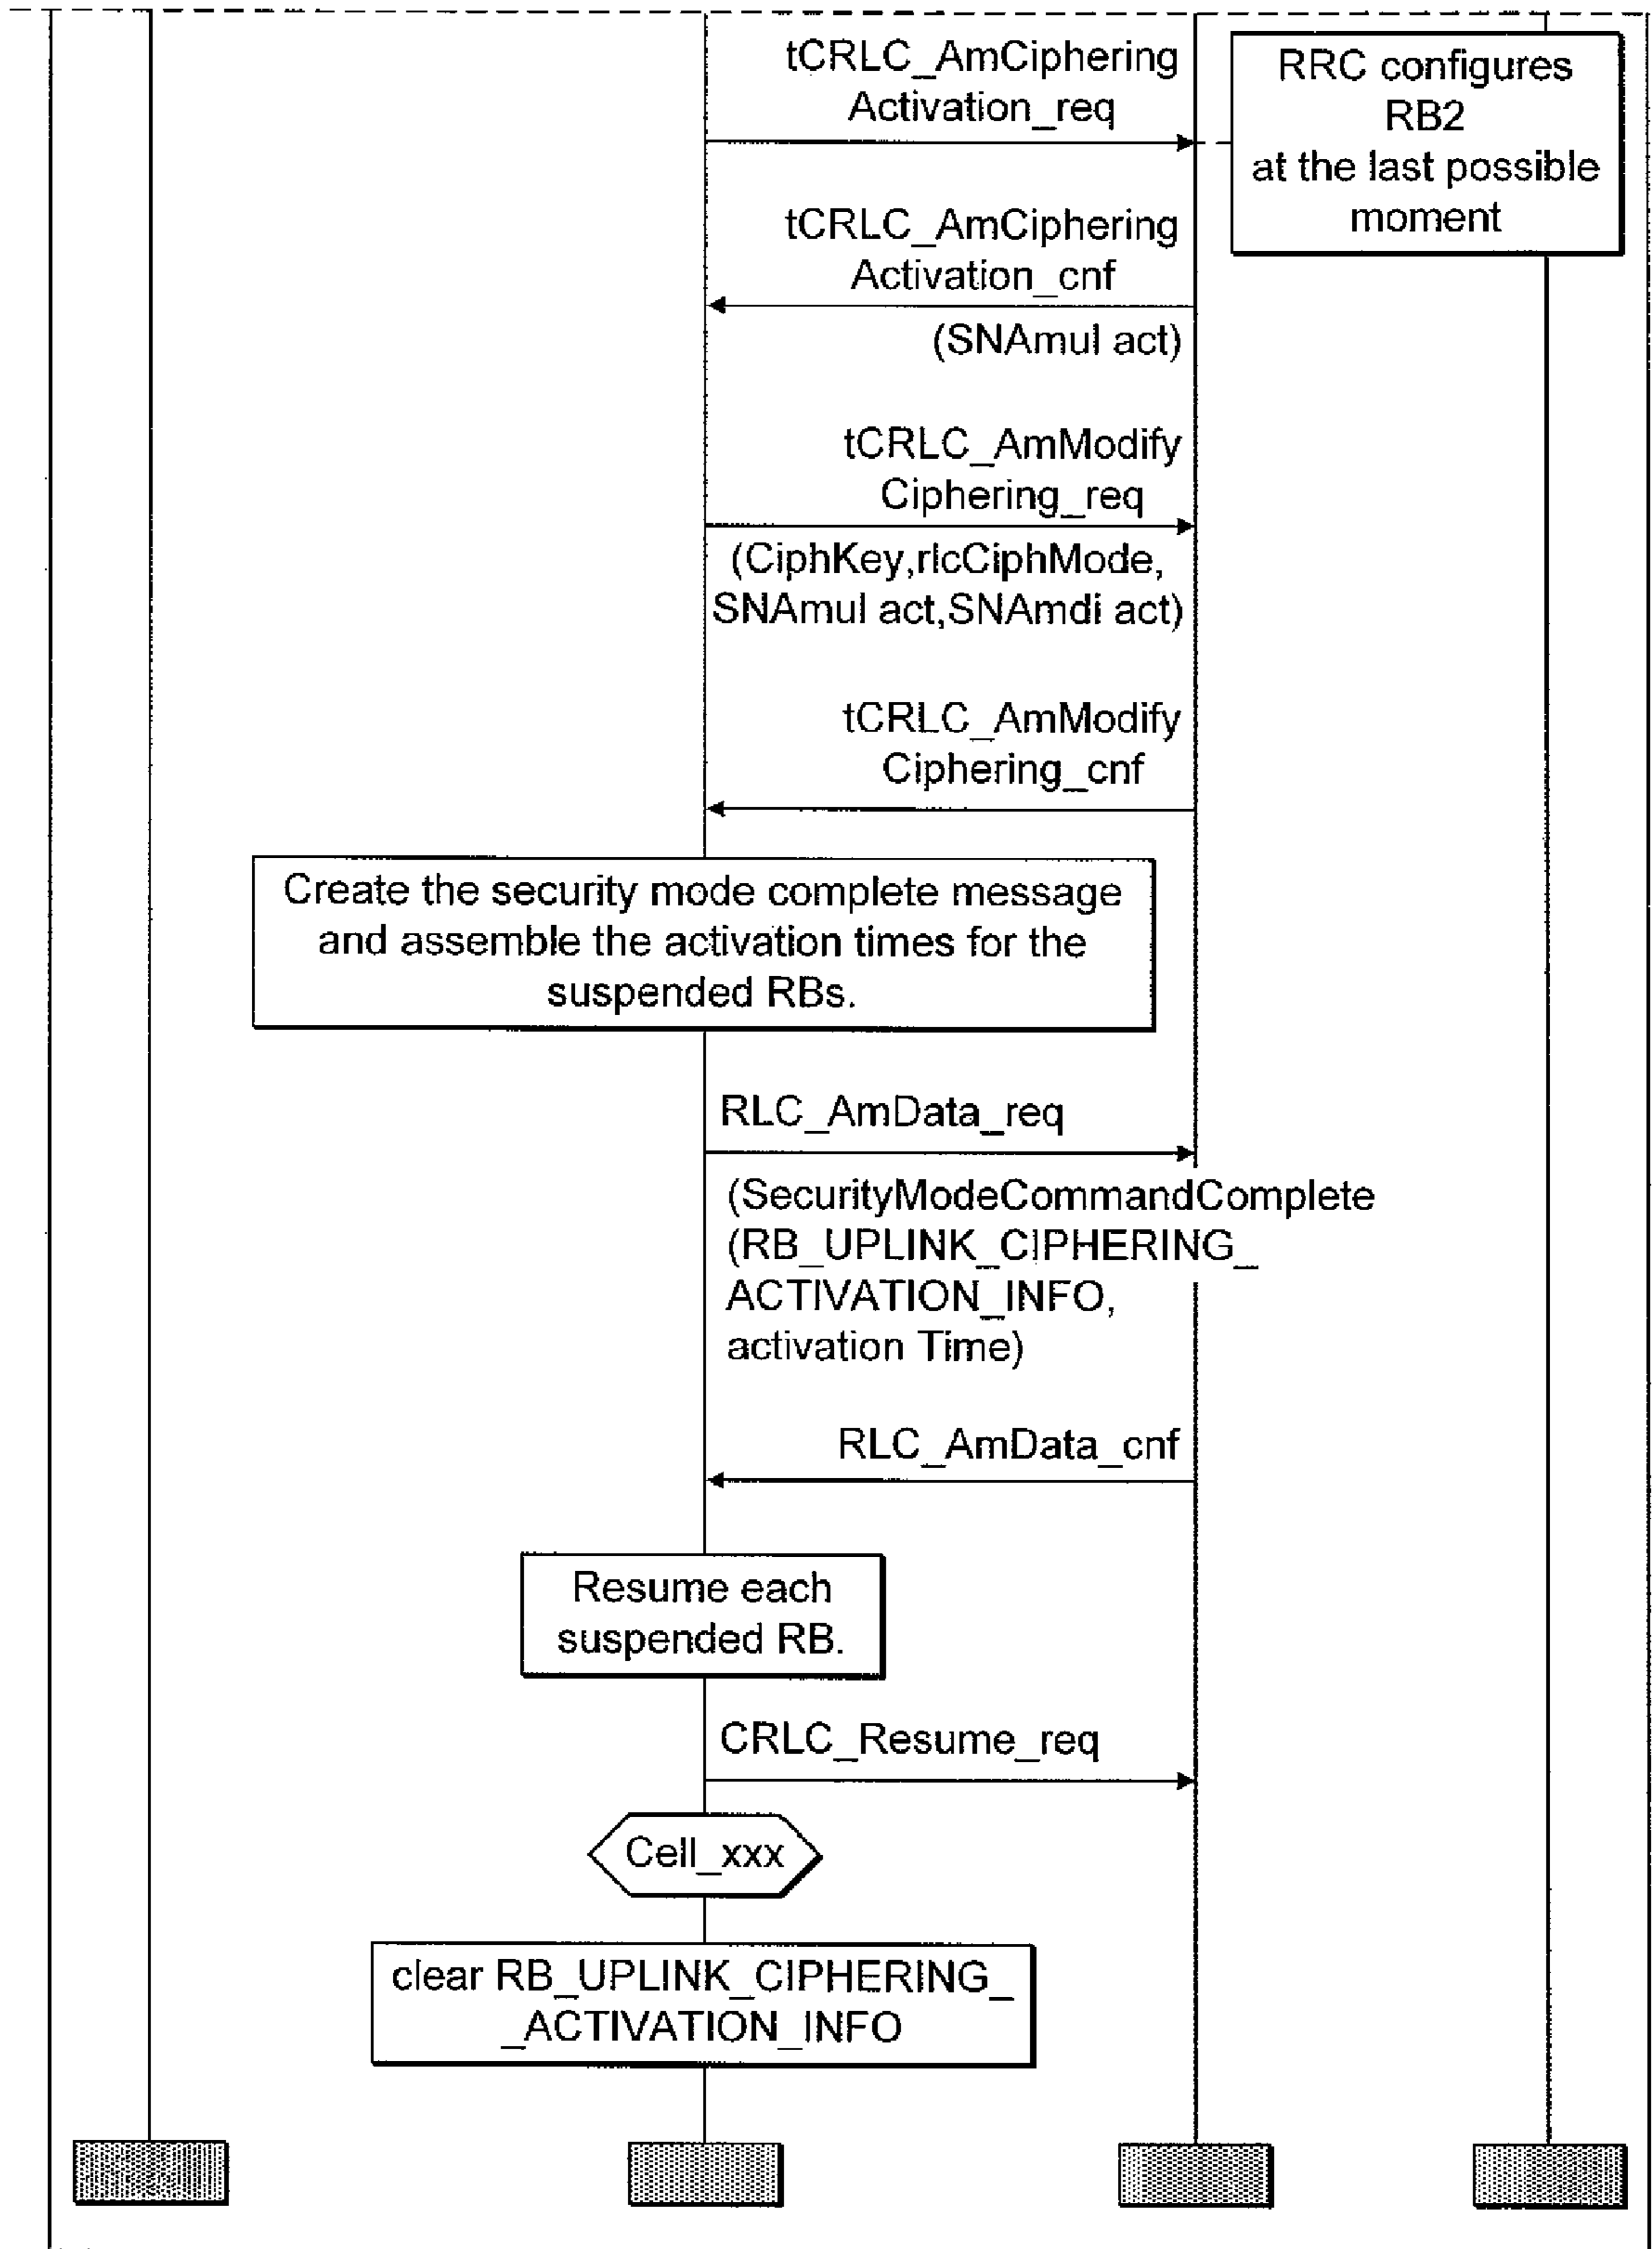 tCRLC_AmCiphering
Activation_req
RRC configures
RB2
at the last possible
moment
tCRLC_AmCiphering
Activation_cnf
(SNAmul act)
tCRLC_AmModify
Ciphering_req
(CiphKey,rlcCiphMode,
SNAmul act,SNAmdi act)
tCRLC_AmModify
Ciphering_cnf
Create the security mode complete message
and assemble the activation times for the
suspended RBs.
RLC_AmData_req
(SecurityModeCommandComplete
(RB_UPLINK_CIPHERING_
ACTIVATION_INFO,
activation Time)
RLC_AmData_cnf
Resume each
suspended RB.
CRLC_Resume_req
Cell_xxx
clear RB_UPLINK_CIPHERING_
_ACTIVATION_INFO